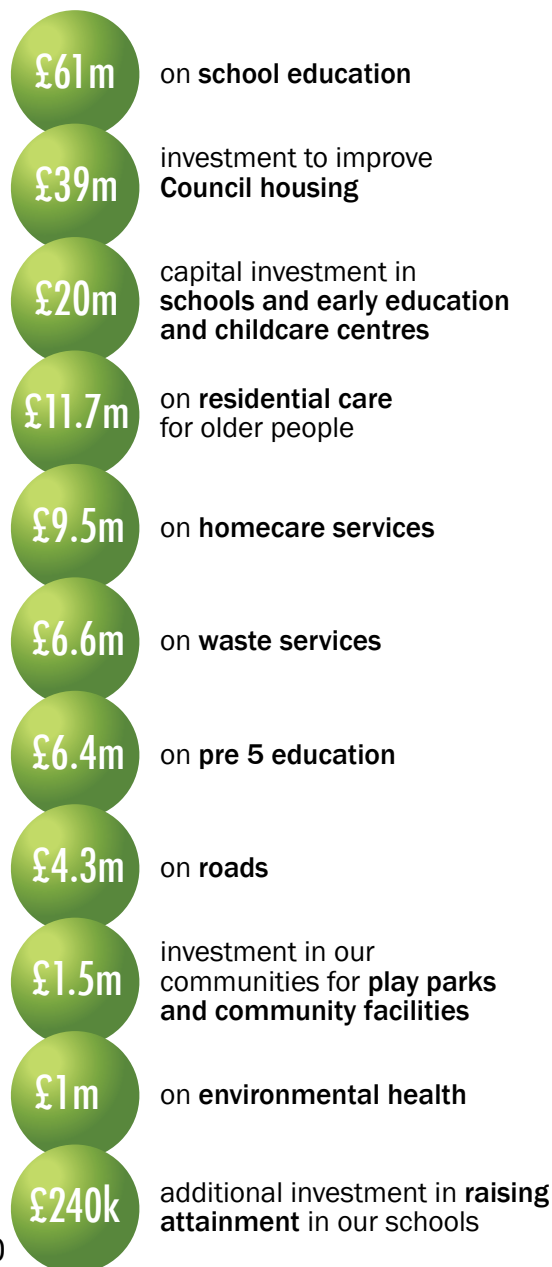 £61m on school education
£39m investment to improve
Council housing
£20m capital investment in
schools and early education
and childcare centres
£11.7m on residential care
for older people
£9.5m on homecare services
£6.6m on waste services
£6.4m on pre 5 education
£4.3m on roads
£1.5m investment in our
communities for play parks
and community facilities
£1m on environmental health
£240k additional investment in raising
attainment in our schools